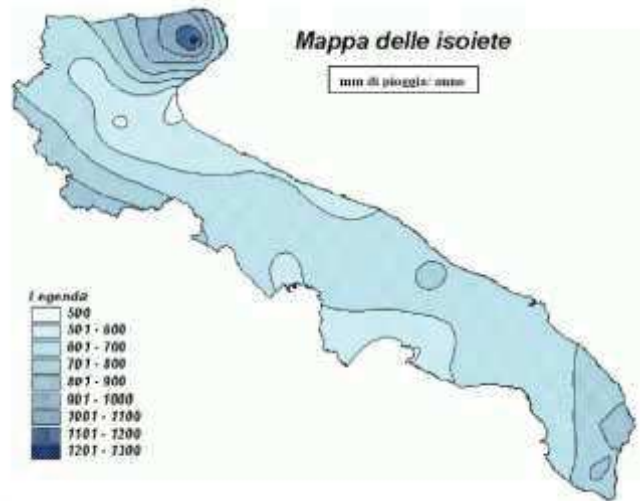 Mappa delle isoiete
mm di pioggia/ anno
Legenda
500
501 - 600
601 - 700
701 - 800
801 - 900
901 - 1000
1001 - 1100
1101 - 1200
1201 - 1300